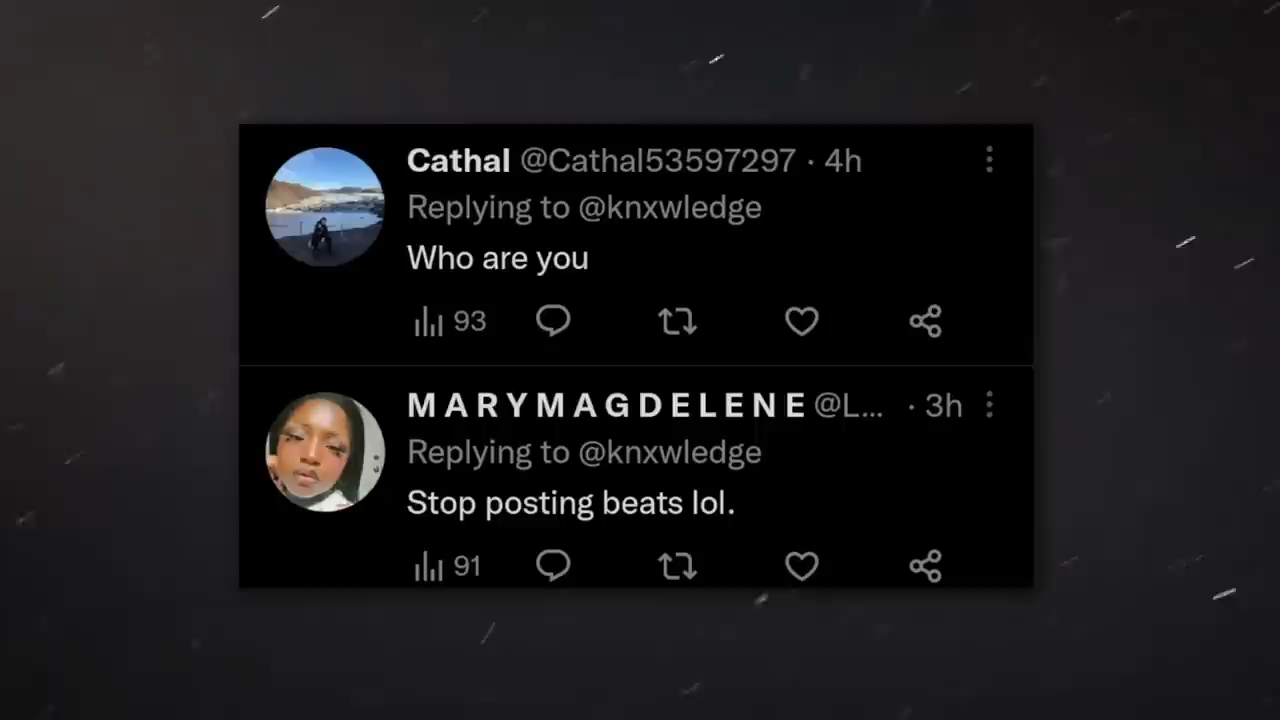 Cathal @Cathal53597297 · 4h
Replying to @knxwledge
Who are you
93
M A R Y M A G D E L E N E @L... · 3h
Replying to @knxwledge
Stop posting beats lol.
91